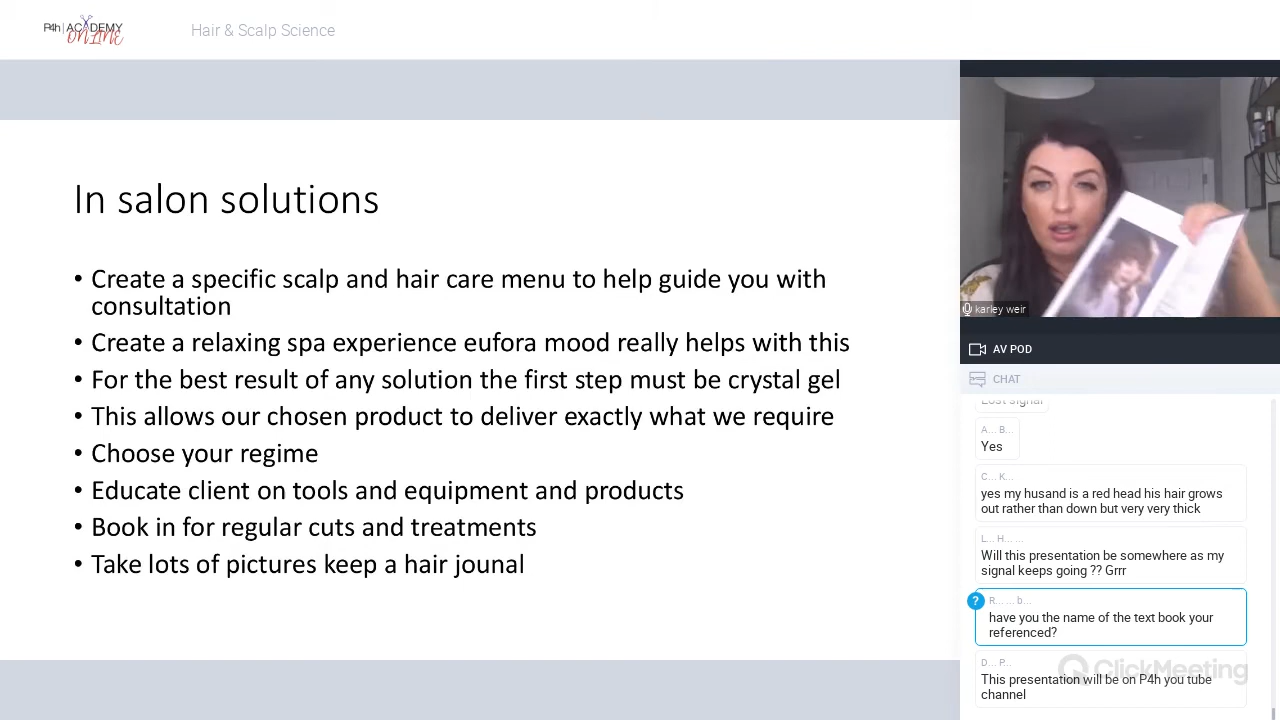 P4h | ACADEMY
ONLINE
Hair & Scalp Science
In salon solutions
• Create a specific scalp and hair care menu to help guide you with
consultation
• Create a relaxing spa experience eufora mood really helps with this
• For the best result of any solution the first step must be crystal gel
• This allows our chosen product to deliver exactly what we require
• Choose your regime
• Educate client on tools and equipment and products
• Book in for regular cuts and treatments
• Take lots of pictures keep a hair jounal
karley weir
AV POD
CHAT
Lost signal
A... B...
Yes
C... K...
yes my husand is a red head his hair grows
out rather than down but very very thick
L... H... ...
Will this presentation be somewhere as my
signal keeps going ?? Grrr
?
R... ... b...
have you the name of the text book your
referenced?
D... P...
This presentation will be on P4h you tube
channel
ClickMeeting